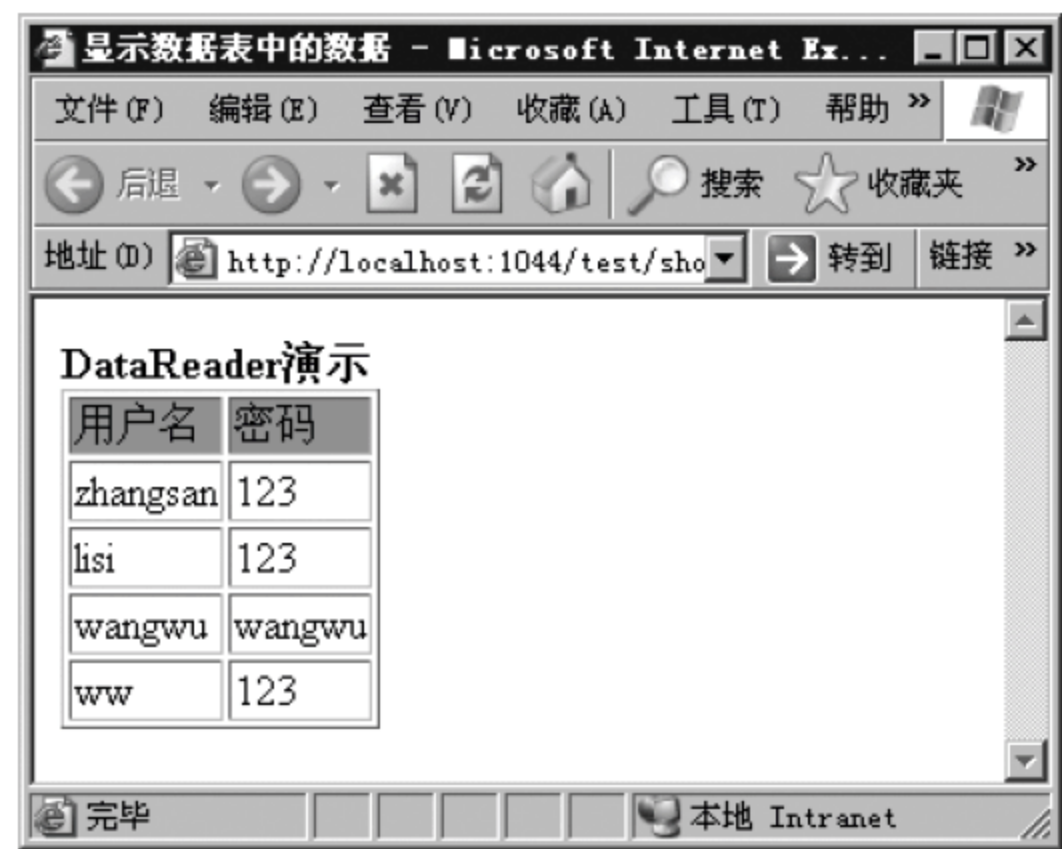 显示数据表中的数据 - Microsoft Internet Ex...
文件(F) 编辑(E) 查看(V) 收藏(A) 工具(T) 帮助 »
后退 搜索 收藏夹 »
地址(D) http://localhost:1044/test/sho 转到 链接 »
DataReader演示
用户名 密码
zhangsan 123
lisi 123
wangwu wangwu
ww 123
完毕 本地 Intranet